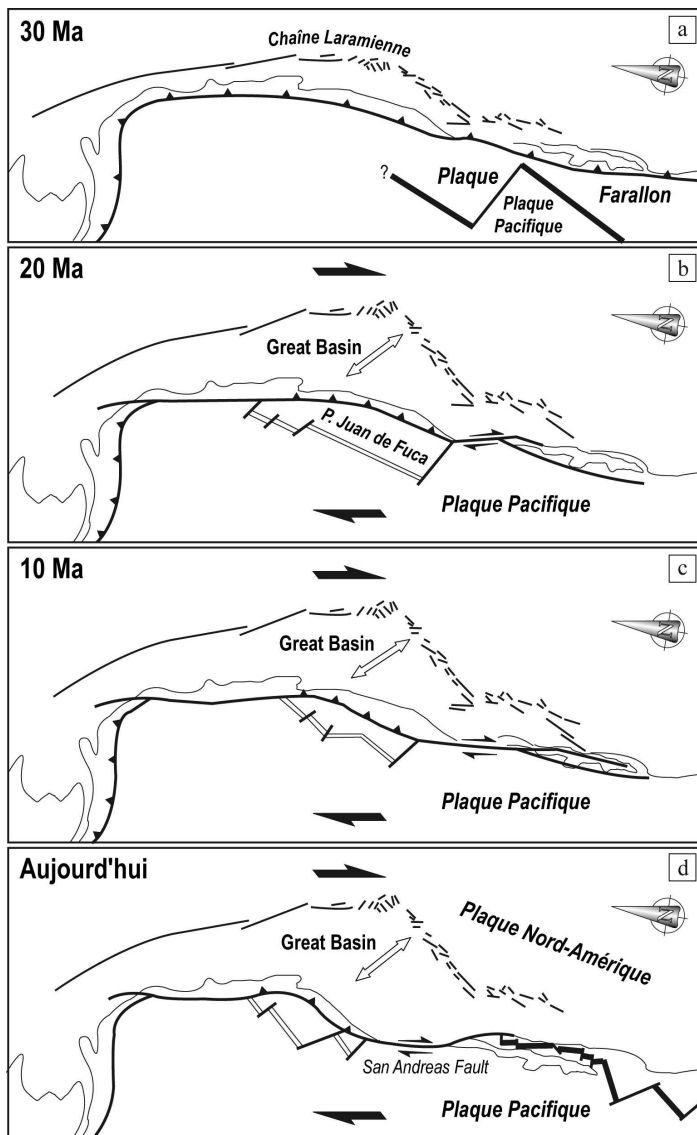 30 Ma
a
Chaîne Laramienne
N
?
Plaque
Farallon
Plaque
Pacifique
20 Ma
b
N
Great Basin
P. Juan de Fuca
Plaque Pacifique
10 Ma
c
N
Great Basin
Plaque Pacifique
Aujourd'hui
d
N
Plaque Nord-Amérique
Great Basin
San Andreas Fault
Plaque Pacifique